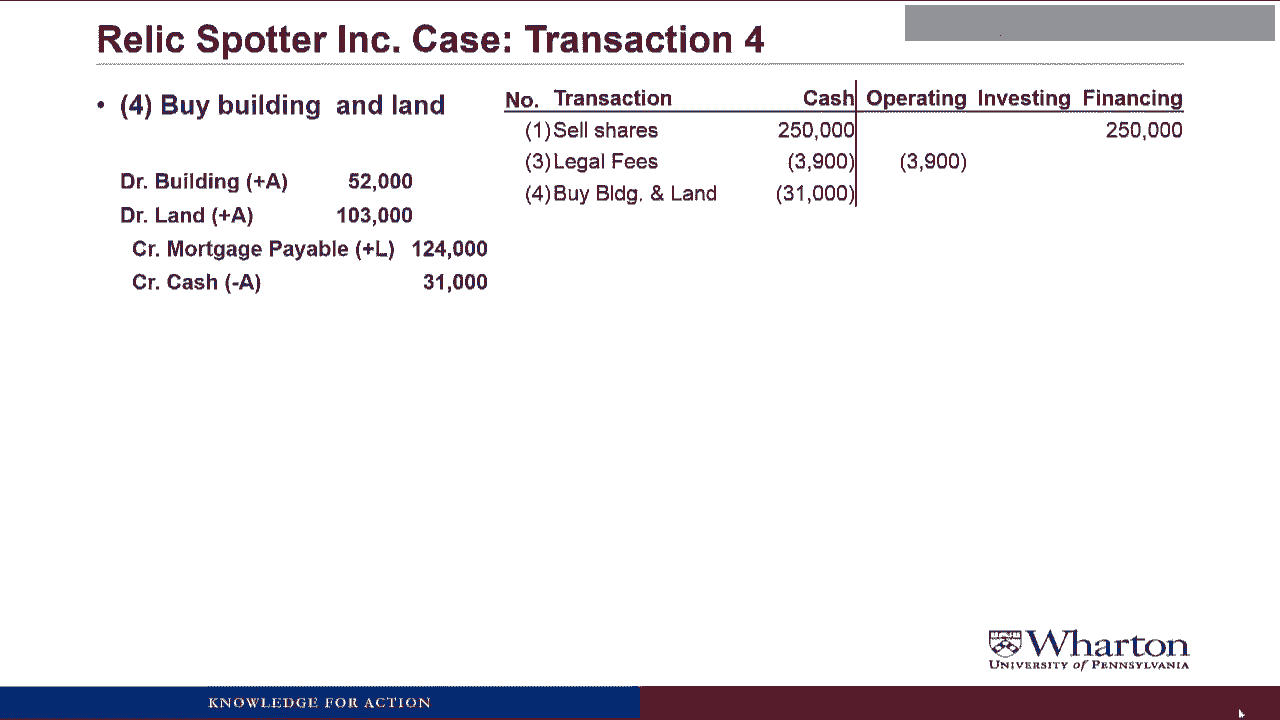 Relic Spotter Inc. Case: Transaction 4
• (4) Buy building and land
Dr. Building (+A) 52,000
Dr. Land (+A) 103,000
Cr. Mortgage Payable (+L) 124,000
Cr. Cash (-A) 31,000
No. Transaction Cash Operating Investing Financing
(1) Sell shares 250,000 250,000
(3) Legal Fees (3,900) (3,900)
(4) Buy Bldg. & Land (31,000)
Wharton
UNIVERSITY of PENNSYLVANIA
KNOWLEDGE FOR ACTION